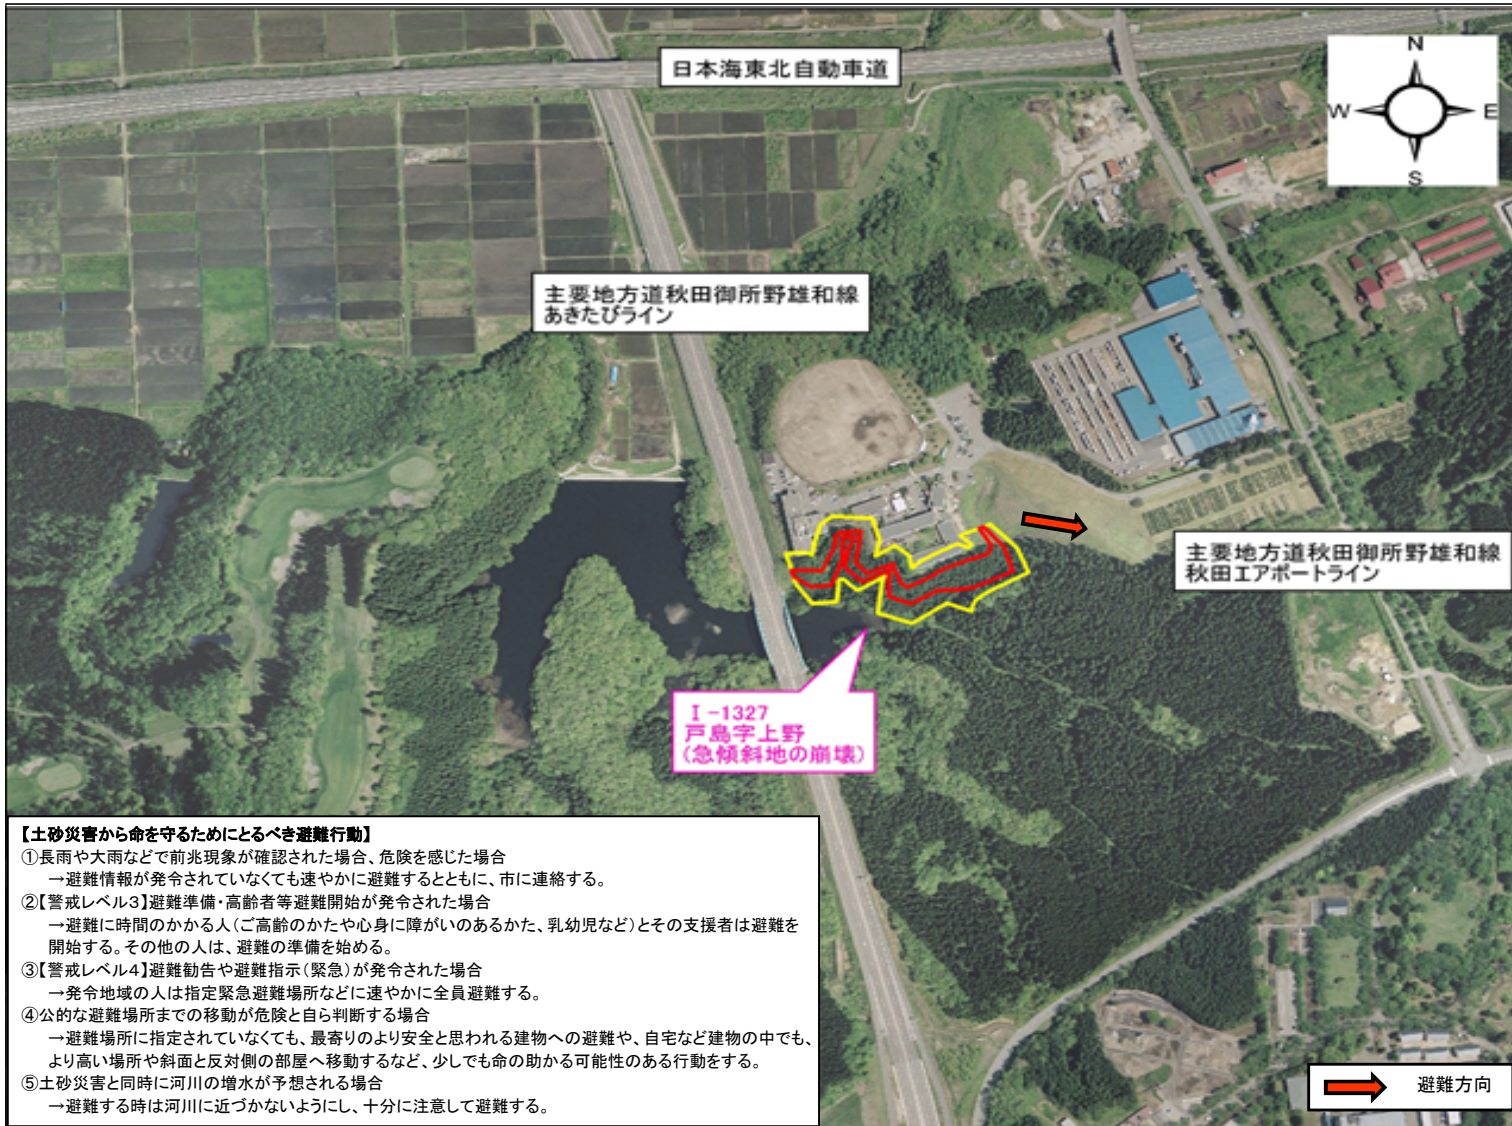 日本海東北自動車道
N
W
E
S
主要地方道秋田御所野雄和線
あきたびライン
主要地方道秋田御所野雄和線
秋田エアポートライン
Ⅰ-1327
戸島字上野
(急傾斜地の崩壊)
【土砂災害から命を守るためにとるべき避難行動】
①長雨や大雨などで前兆現象が確認された場合、危険を感じた場合
→避難情報が発令されていなくても速やかに避難するとともに、市に連絡する。
②【警戒レベル3】避難準備・高齢者等避難開始が発令された場合
→避難に時間のかかる人(ご高齢のかたや心身に障がいのあるかた、乳幼児など)とその支援者は避難を
開始する。その他の人は、避難の準備を始める。
③【警戒レベル4】避難勧告や避難指示(緊急)が発令された場合
→発令地域の人は指定緊急避難場所などに速やかに全員避難する。
④公的な避難場所までの移動が危険と自ら判断する場合
→避難場所に指定されていなくても、最寄りのより安全と思われる建物への避難や、自宅など建物の中でも、
より高い場所や斜面と反対側の部屋へ移動するなど、少しでも命の助かる可能性のある行動をする。
⑤土砂災害と同時に河川の増水が予想される場合
→避難する時は河川に近づかないようにし、十分に注意して避難する。
避難方向